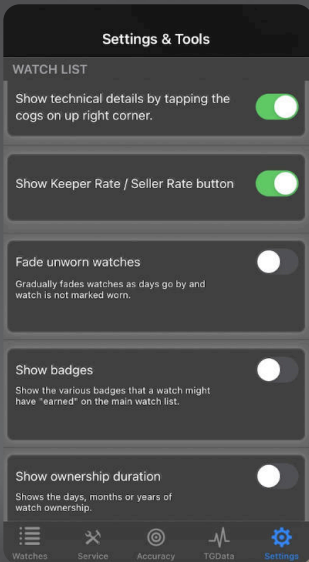 Settings & Tools
WATCH LIST
Show technical details by tapping the
cogs on up right corner.
Show Keeper Rate / Seller Rate button
Fade unworn watches
Gradually fades watches as days go by and
watch is not marked worn.
Show badges
Show the various badges that a watch might
have "earned" on the main watch list.
Show ownership duration
Shows the days, months or years of
watch ownership.
Watches Service Accuracy TGData Settings